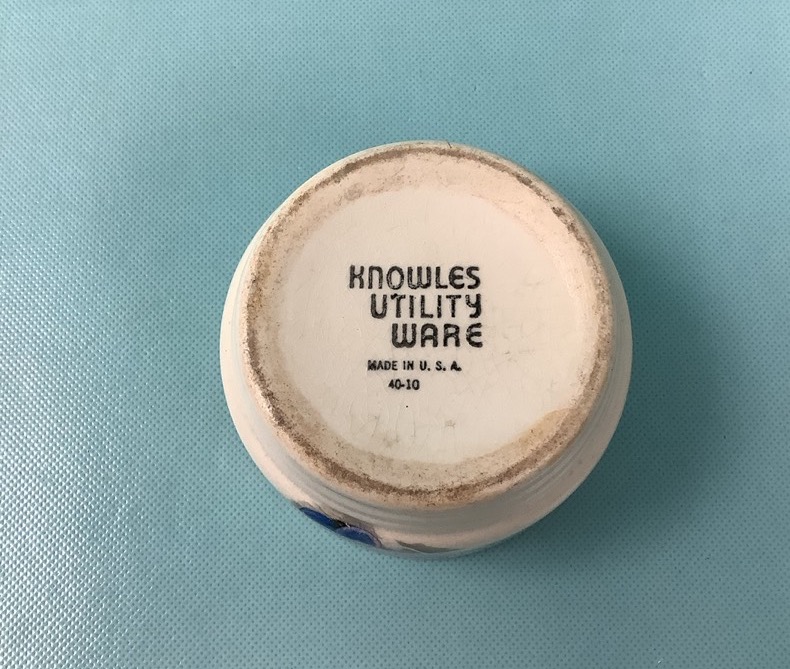 KNOWLES
UTILITY
WARE
MADE IN U. S. A.
40-10